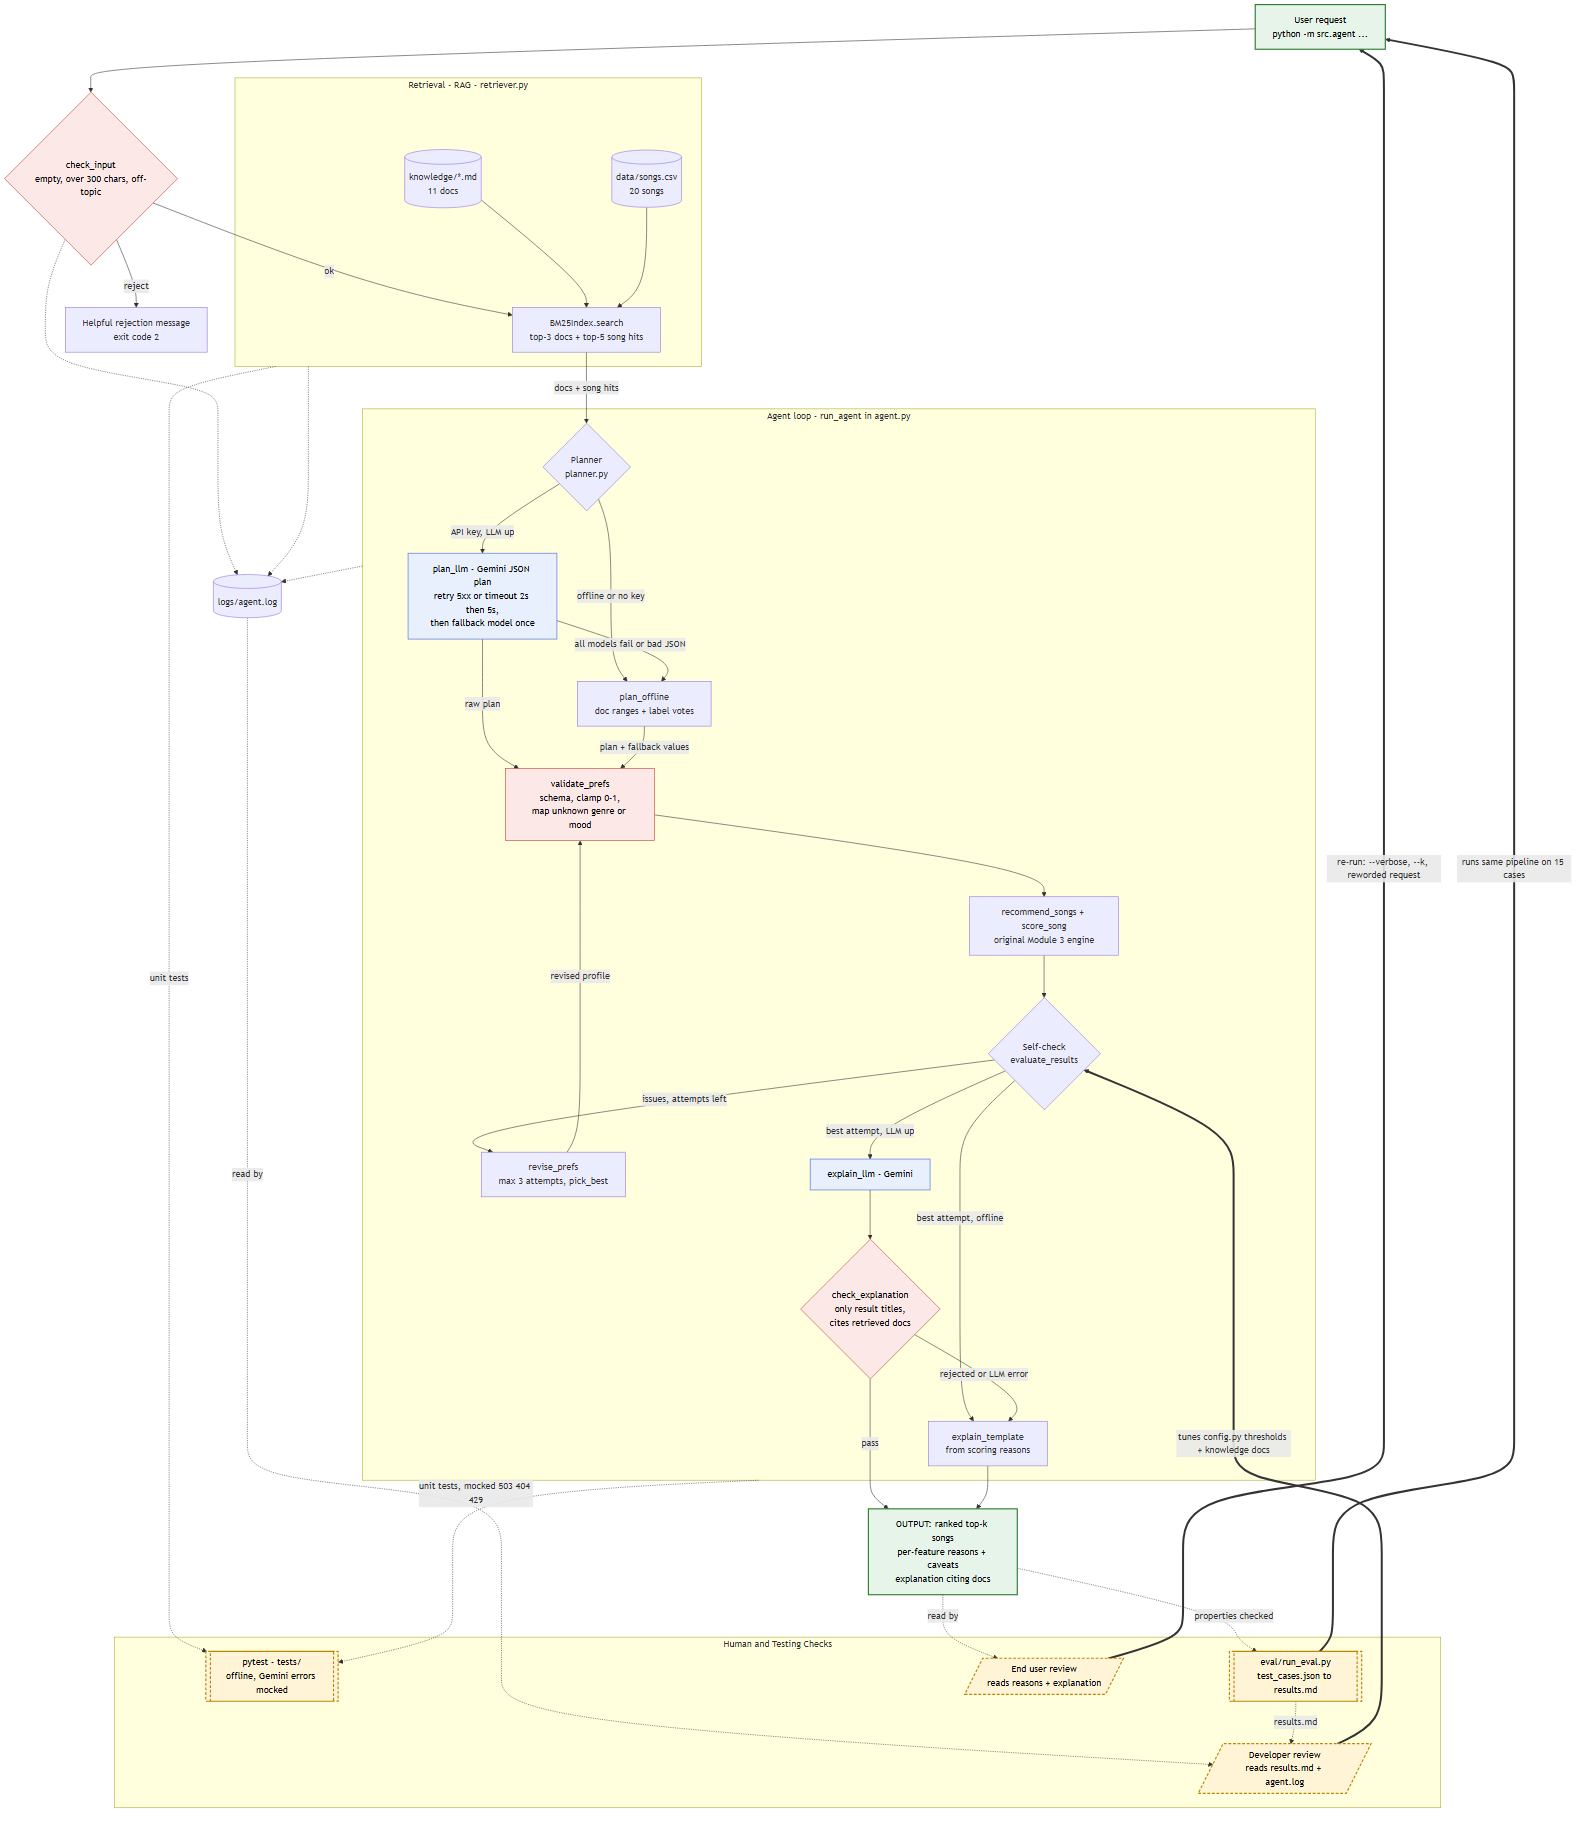 User request
python -m src.agent ...
Retrieval - RAG - retriever.py
check_input
empty, over 300 chars, off-
topic
knowledge/*.md
11 docs
data/songs.csv
20 songs
ok
reject
Helpful rejection message
exit code 2
BM25Index.search
top-3 docs + top-5 song hits
docs + song hits
Agent loop - run_agent in agent.py
Planner
planner.py
API key, LLM up
plan_llm - Gemini JSON
plan
retry 5xx or timeout 2s
then 5s,
then fallback model once
offline or no key
logs/agent.log
all models fail or bad JSON
raw plan
plan_offline
doc ranges + label votes
plan + fallback values
validate_prefs
schema, clamp 0-1,
map unknown genre or
mood
re-run: --verbose, --k,
reworded request
runs same pipeline on 15
cases
recommend_songs +
score_song
original Module 3 engine
unit tests
revised profile
Self-check
evaluate_results
issues, attempts left
best attempt, LLM up
read by
revise_prefs
max 3 attempts, pick_best
explain_llm - Gemini
best attempt, offline
check_explanation
only result titles,
cites retrieved docs
rejected or LLM error
pass
explain_template
from scoring reasons
tunes config.py thresholds
+ knowledge docs
unit tests, mocked 503 404
429
OUTPUT: ranked top-k
songs
per-feature reasons +
caveats
explanation citing docs
read by
properties checked
Human and Testing Checks
pytest - tests/
offline, Gemini errors
mocked
End user review
reads reasons + explanation
eval/run_eval.py
test_cases.json to
results.md
results.md
Developer review
reads results.md +
agent.log